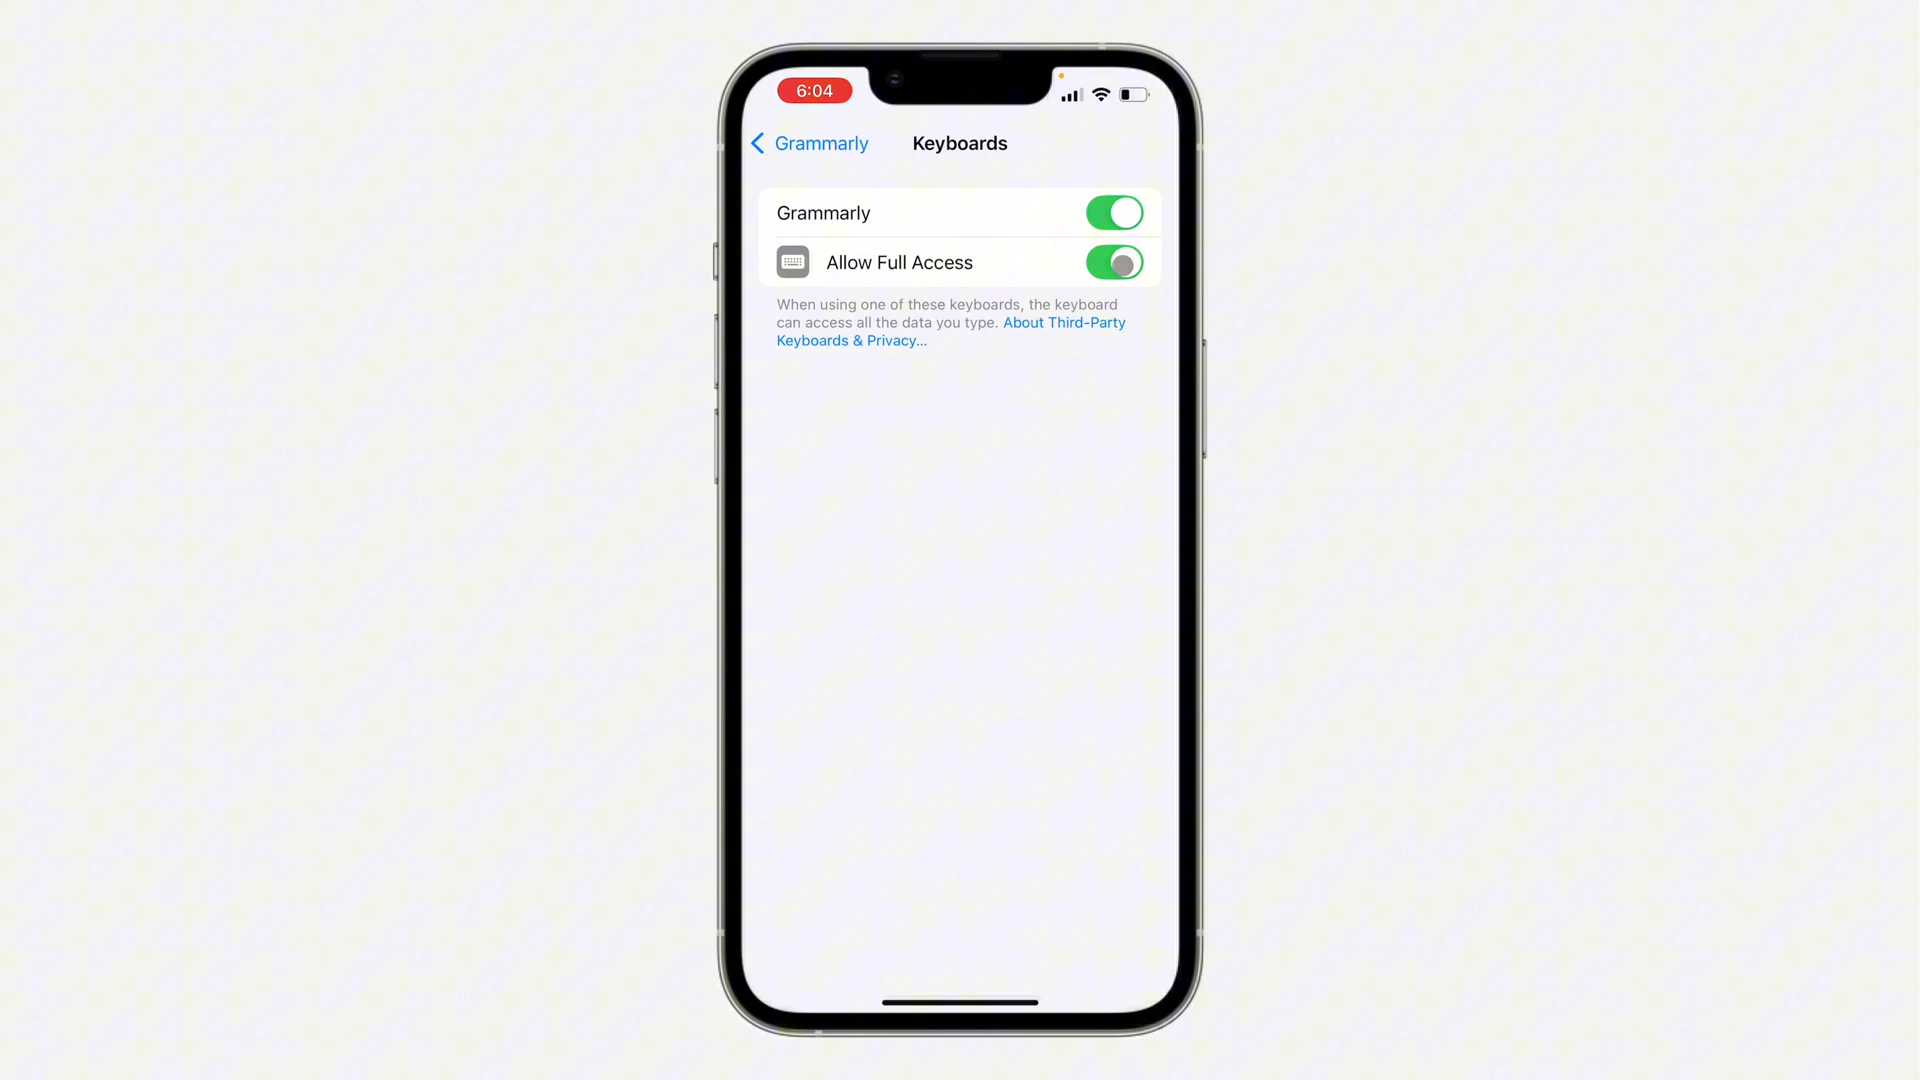 6:04
Grammarly
Keyboards
Grammarly
Allow Full Access
When using one of these keyboards, the keyboard
can access all the data you type. About Third-Party
Keyboards & Privacy...